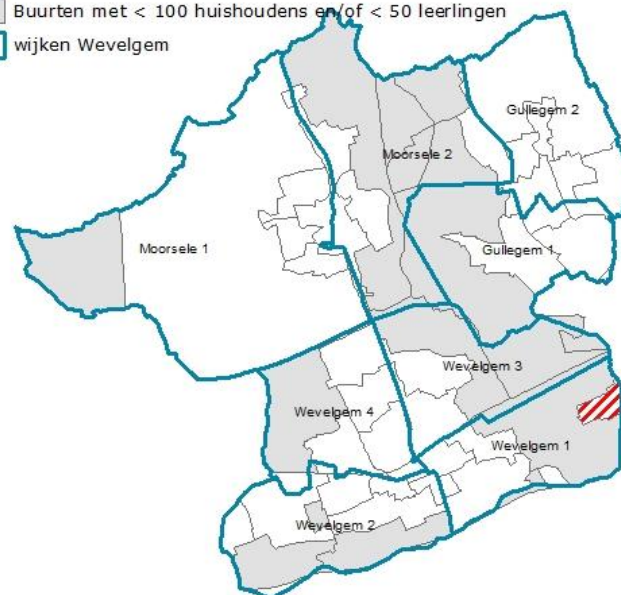 Buurten met < 100 huishoudens en/of < 50 leerlingen
wijken Wevelgem
Gullegem 2
Moorsele 2
Moorsele 1
Gullegem 1
Wevelgem 3
Wevelgem 4
Wevelgem 1
Wevelgem 2